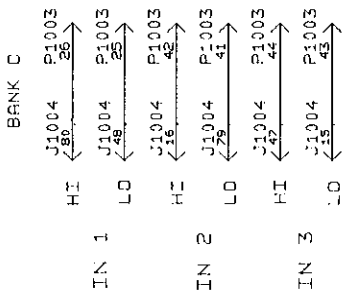 BANK C
J1004 P1003
HI 80 26
IN 1
J1004 P1003
LO 48 25
J1004 P1003
HI 16 42
IN 2
J1004 P1003
LO 79 41
J1004 P1003
HI 47 44
IN 3
J1004 P1003
LO 15 43